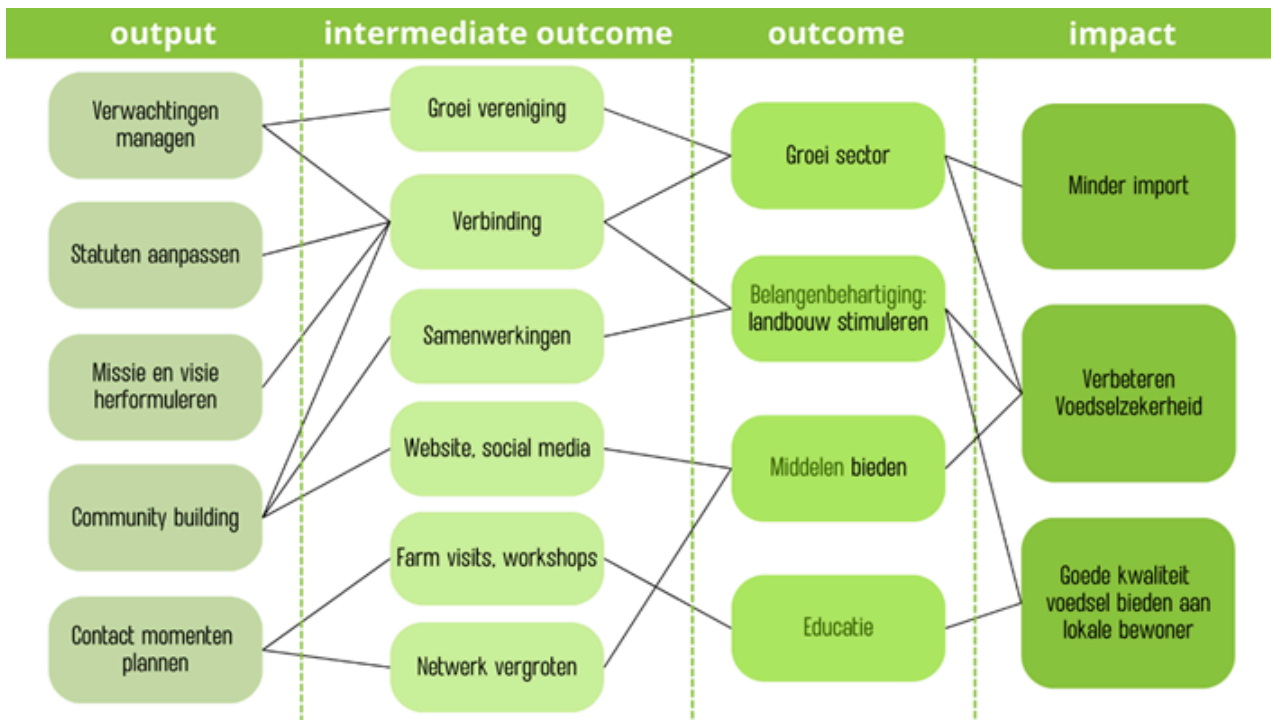 output
intermediate outcome
outcome
impact
Verwachtingen
managen
Statuten aanpassen
Missie en visie
herformuleren
Community building
Contact momenten
plannen
Groei vereniging
Verbinding
Samenwerkingen
Website, social media
Farm visits, workshops
Netwerk vergroten
Groei sector
Belangenbehartiging:
landbouw stimuleren
Middelen bieden
Educatie
Minder import
Verbeteren
Voedselzekerheid
Goede kwaliteit
voedsel bieden aan
lokale bewoner